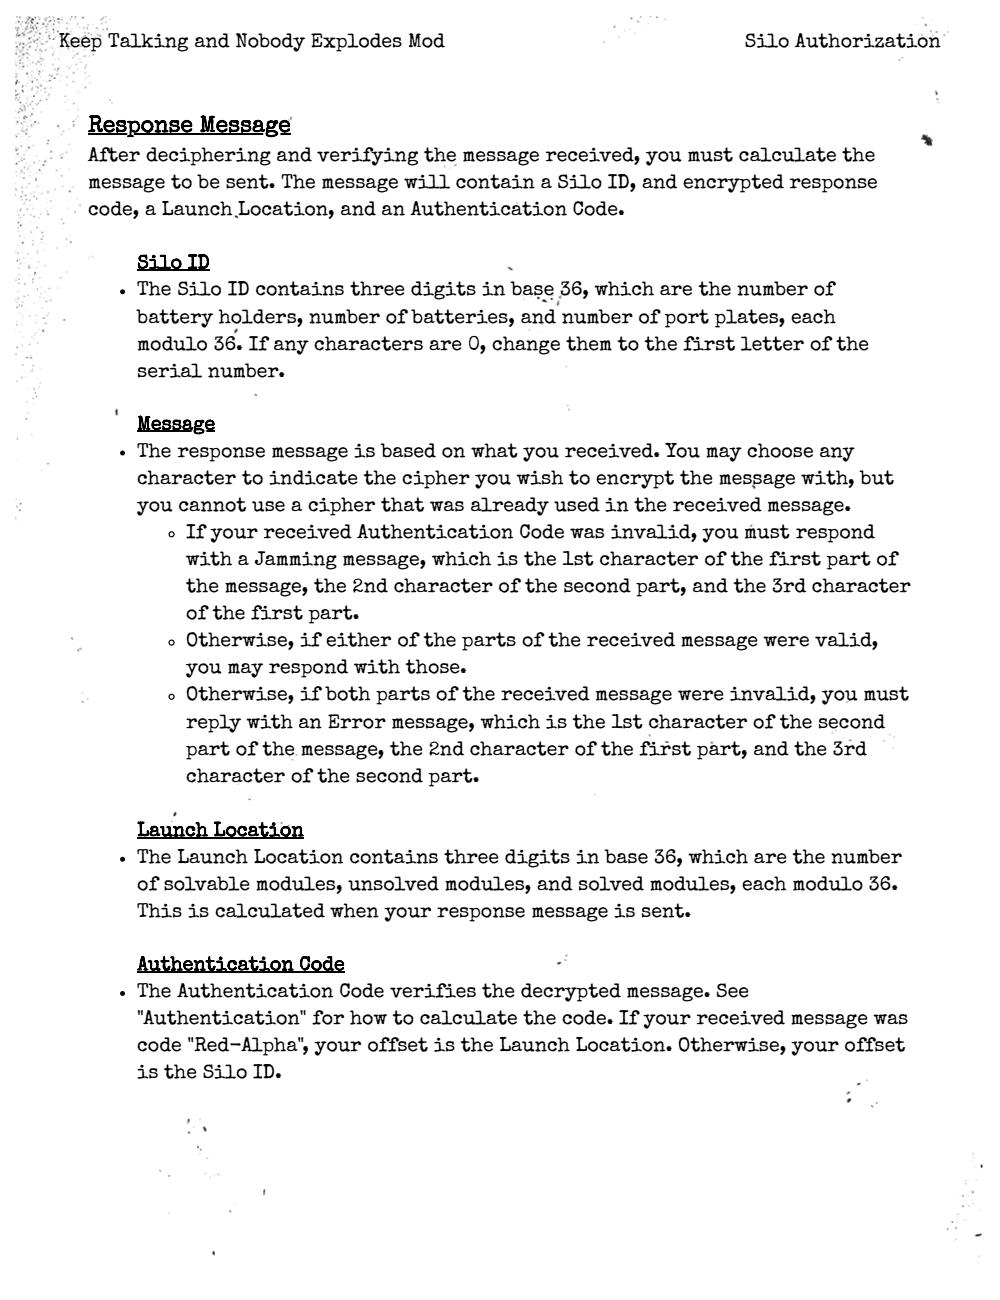 Keep Talking and Nobody Explodes Mod
Silo Authorization
Response Message
After deciphering and verifying the message received, you must calculate the
message to be sent. The message will contain a Silo ID, and encrypted response
code, a Launch Location, and an Authentication Code.
Silo ID
• The Silo ID contains three digits in base 36, which are the number of
battery holders, number of batteries, and number of port plates, each
modulo 36. If any characters are 0, change them to the first letter of the
serial number.
Message
• The response message is based on what you received. You may choose any
character to indicate the cipher you wish to encrypt the message with, but
you cannot use a cipher that was already used in the received message.
◦ If your received Authentication Code was invalid, you must respond
with a Jamming message, which is the 1st character of the first part of
the message, the 2nd character of the second part, and the 3rd character
of the first part.
◦ Otherwise, if either of the parts of the received message were valid,
you may respond with those.
◦ Otherwise, if both parts of the received message were invalid, you must
reply with an Error message, which is the 1st character of the second
part of the message, the 2nd character of the first part, and the 3rd
character of the second part.
Launch Location
• The Launch Location contains three digits in base 36, which are the number
of solvable modules, unsolved modules, and solved modules, each modulo 36.
This is calculated when your response message is sent.
Authentication Code
• The Authentication Code verifies the decrypted message. See
"Authentication" for how to calculate the code. If your received message was
code "Red-Alpha", your offset is the Launch Location. Otherwise, your offset
is the Silo ID.